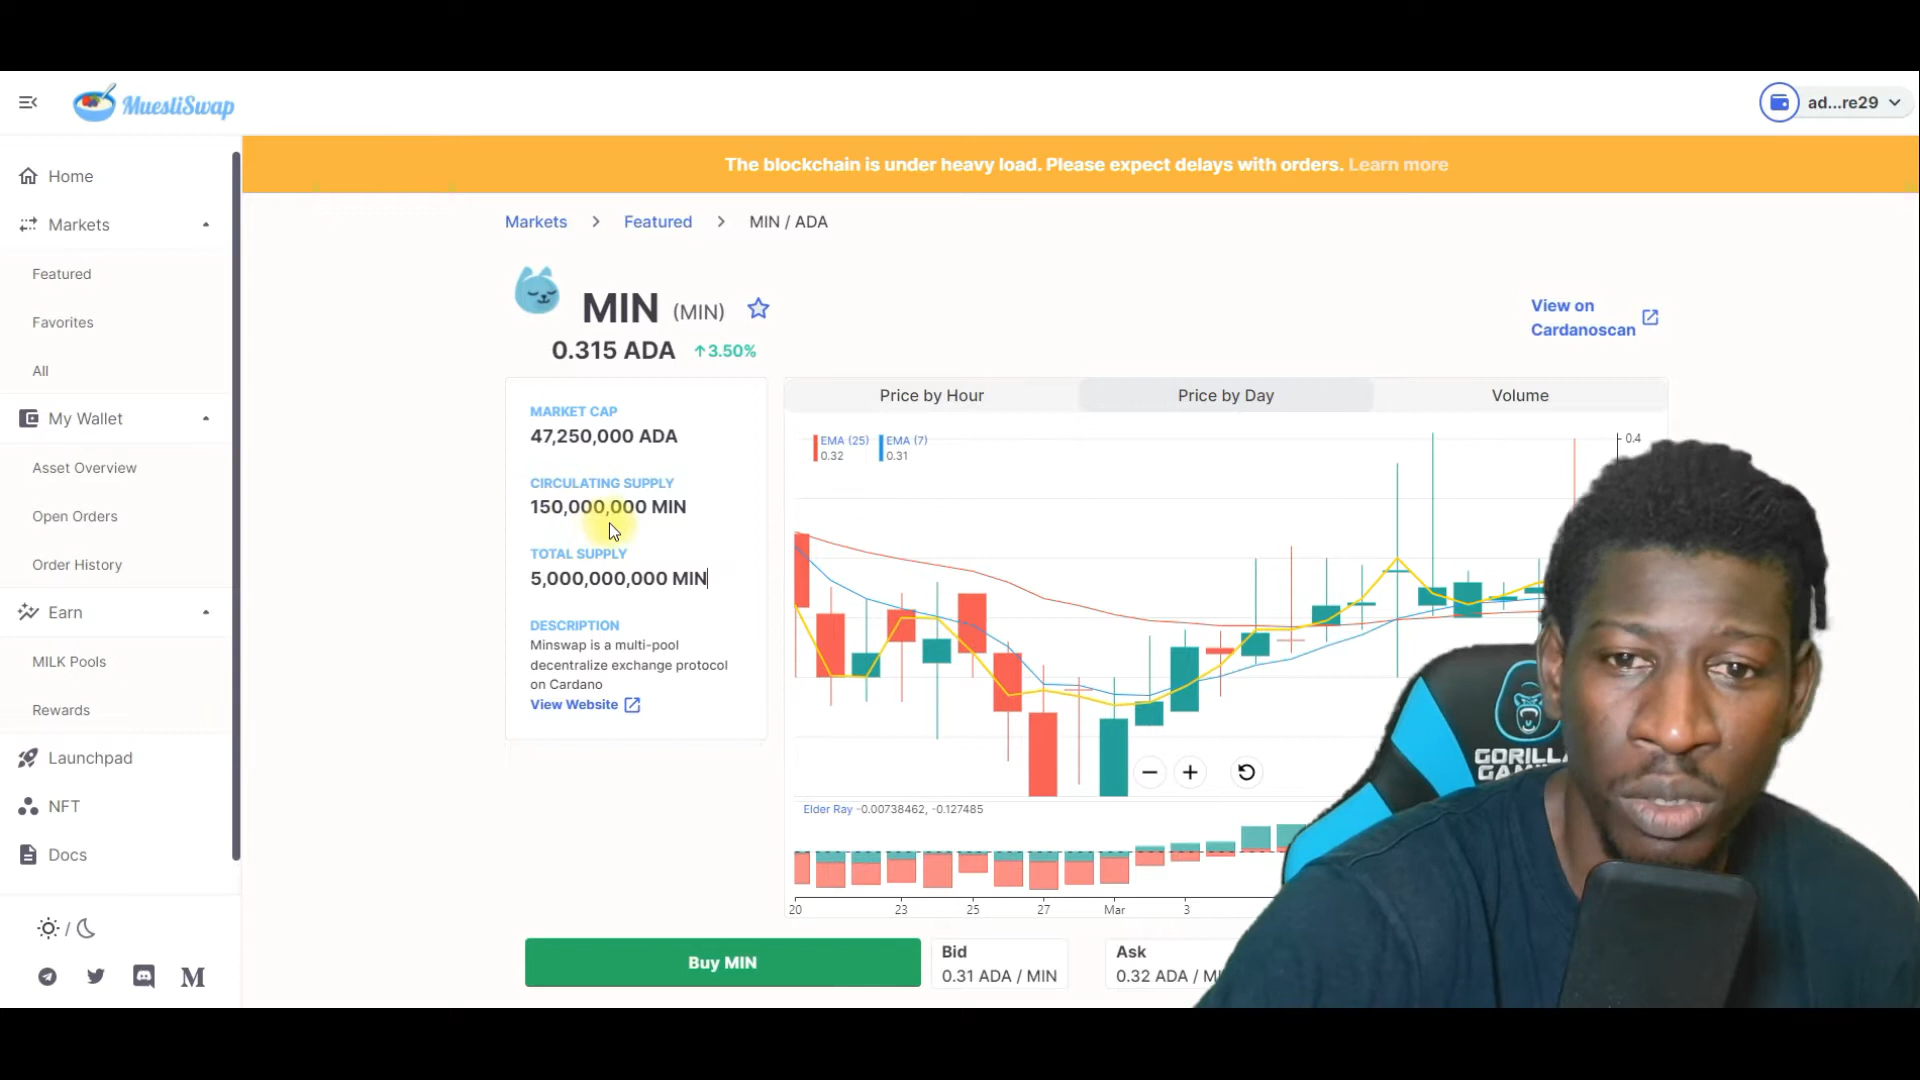 MuesliSwap
ad...re29
The blockchain is under heavy load. Please expect delays with orders. Learn more
Home
Markets
Featured
Favorites
All
My Wallet
Asset Overview
Open Orders
Order History
Earn
MILK Pools
Rewards
Launchpad
NFT
Docs
/
Markets > Featured > MIN / ADA
MIN (MIN)
0.315 ADA ↑3.50%
View on
Cardanoscan
MARKET CAP
47,250,000 ADA
CIRCULATING SUPPLY
150,000,000 MIN
TOTAL SUPPLY
5,000,000,000 MIN
DESCRIPTION
Minswap is a multi-pool
decentralize exchange protocol
on Cardano
View Website
Price by Hour
Price by Day
Volume
EMA (25)
0.32
EMA (7)
0.31
0.4
Elder Ray -0.00738462, -0.127485
20 23 25 27 Mar 3
Buy MIN
Bid
0.31 ADA / MIN
Ask
0.32 ADA /
GORILLA